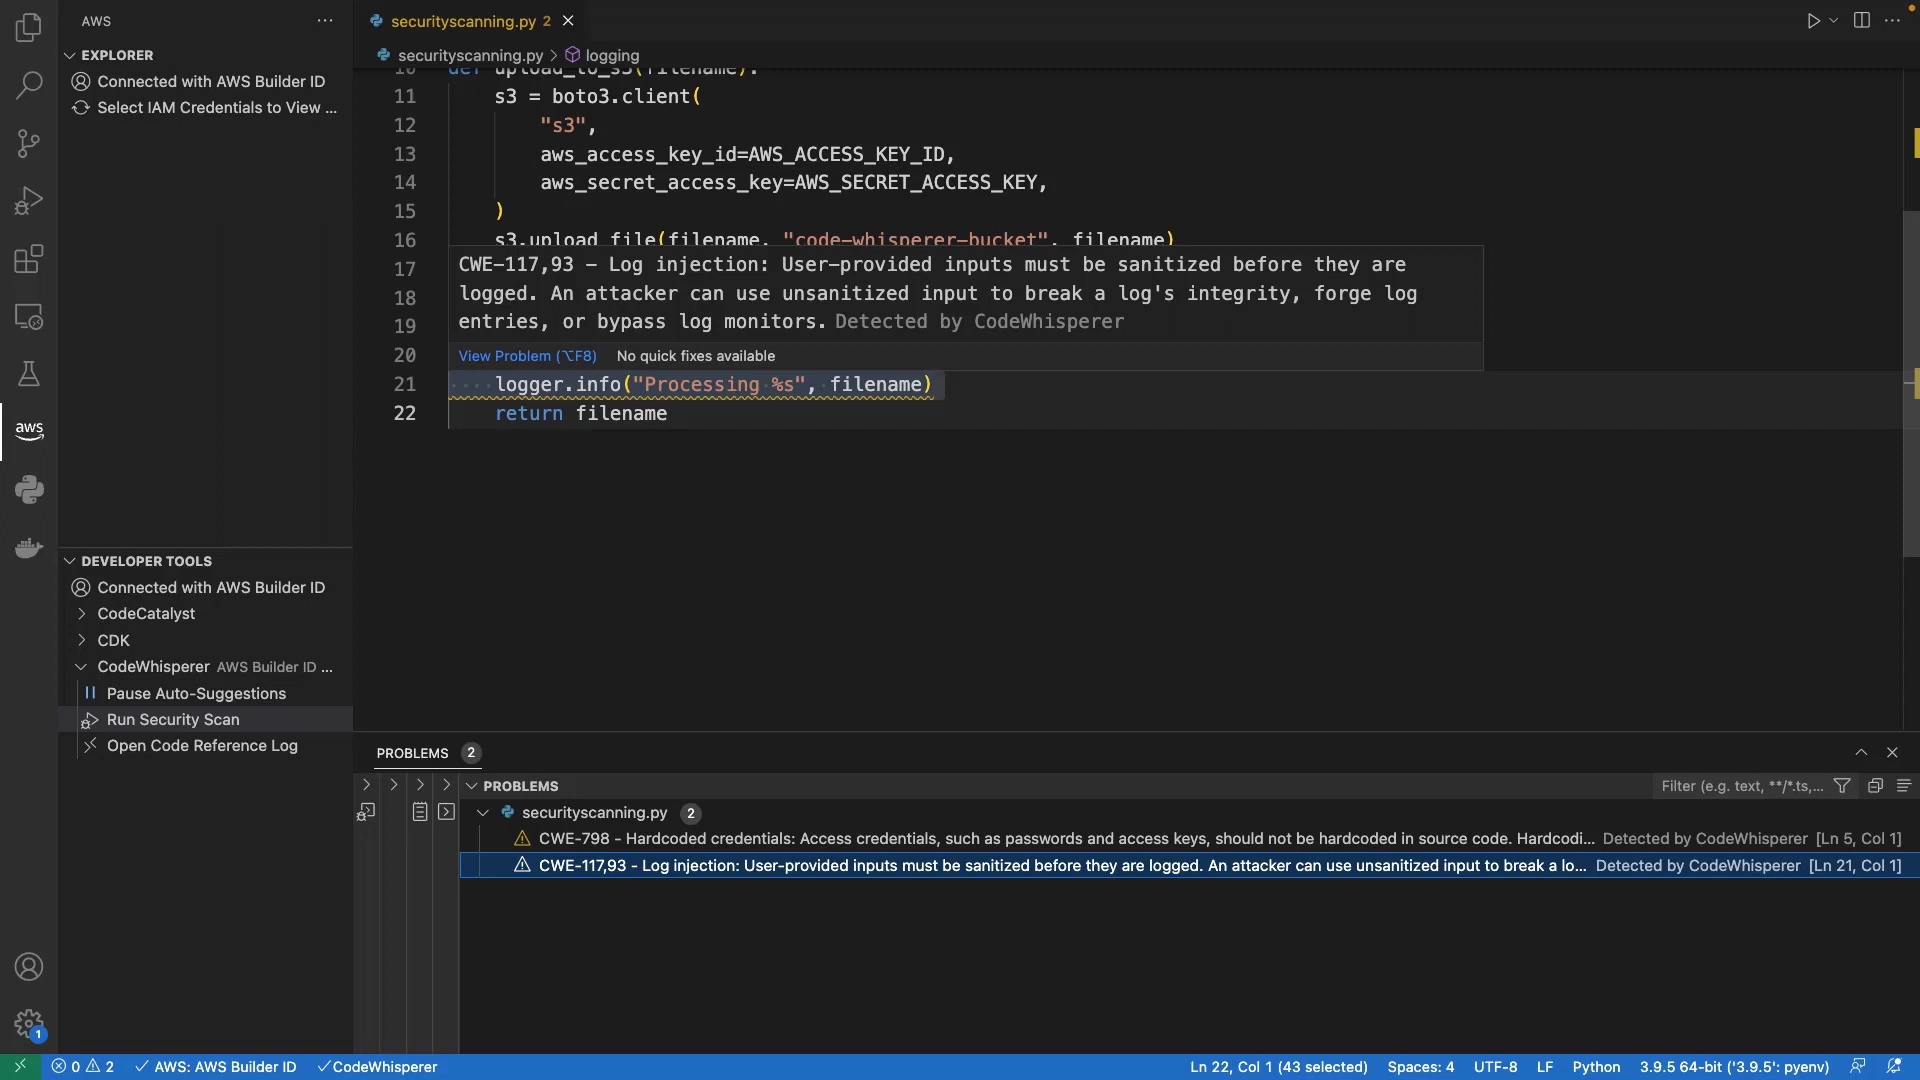 AWS
securityscanning.py 2
EXPLORER
Connected with AWS Builder ID
Select IAM Credentials to View ...
securityscanning.py > logging
10 def upload_to_s3(filename):
11 s3 = boto3.client(
12 "s3",
13 aws_access_key_id=AWS_ACCESS_KEY_ID,
14 aws_secret_access_key=AWS_SECRET_ACCESS_KEY,
15 )
16 s3.upload_file(filename, "code-whisperer-bucket", filename)
17
18
19
20
CWE-117,93 - Log injection: User-provided inputs must be sanitized before they are
logged. An attacker can use unsanitized input to break a log's integrity, forge log
entries, or bypass log monitors. Detected by CodeWhisperer
View Problem (⌥F8) No quick fixes available
21 logger.info("Processing %s", filename)
22 return filename
aws
DEVELOPER TOOLS
Connected with AWS Builder ID
CodeCatalyst
CDK
CodeWhisperer AWS Builder ID ...
Pause Auto-Suggestions
Run Security Scan
Open Code Reference Log
PROBLEMS 2
PROBLEMS
Filter (e.g. text, **/*.ts,...
securityscanning.py 2
CWE-798 - Hardcoded credentials: Access credentials, such as passwords and access keys, should not be hardcoded in source code. Hardcodi... Detected by CodeWhisperer [Ln 5, Col 1]
CWE-117,93 - Log injection: User-provided inputs must be sanitized before they are logged. An attacker can use unsanitized input to break a lo... Detected by CodeWhisperer [Ln 21, Col 1]
1
0 2 AWS: AWS Builder ID CodeWhisperer
Ln 22, Col 1 (43 selected) Spaces: 4 UTF-8 LF Python 3.9.5 64-bit ('3.9.5': pyenv)